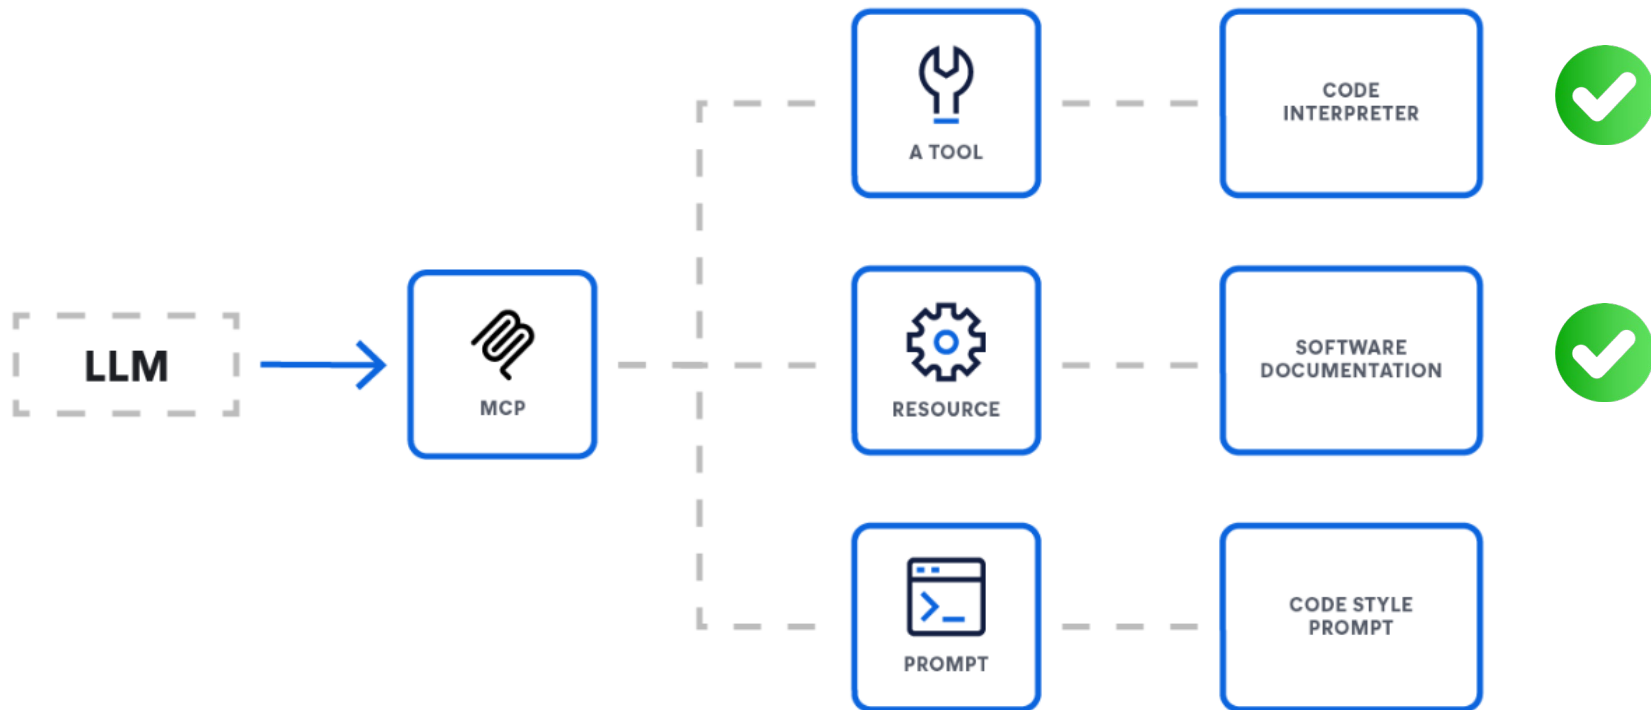 LLM
MCP
A TOOL
CODE
INTERPRETER
RESOURCE
SOFTWARE
DOCUMENTATION
PROMPT
CODE STYLE
PROMPT